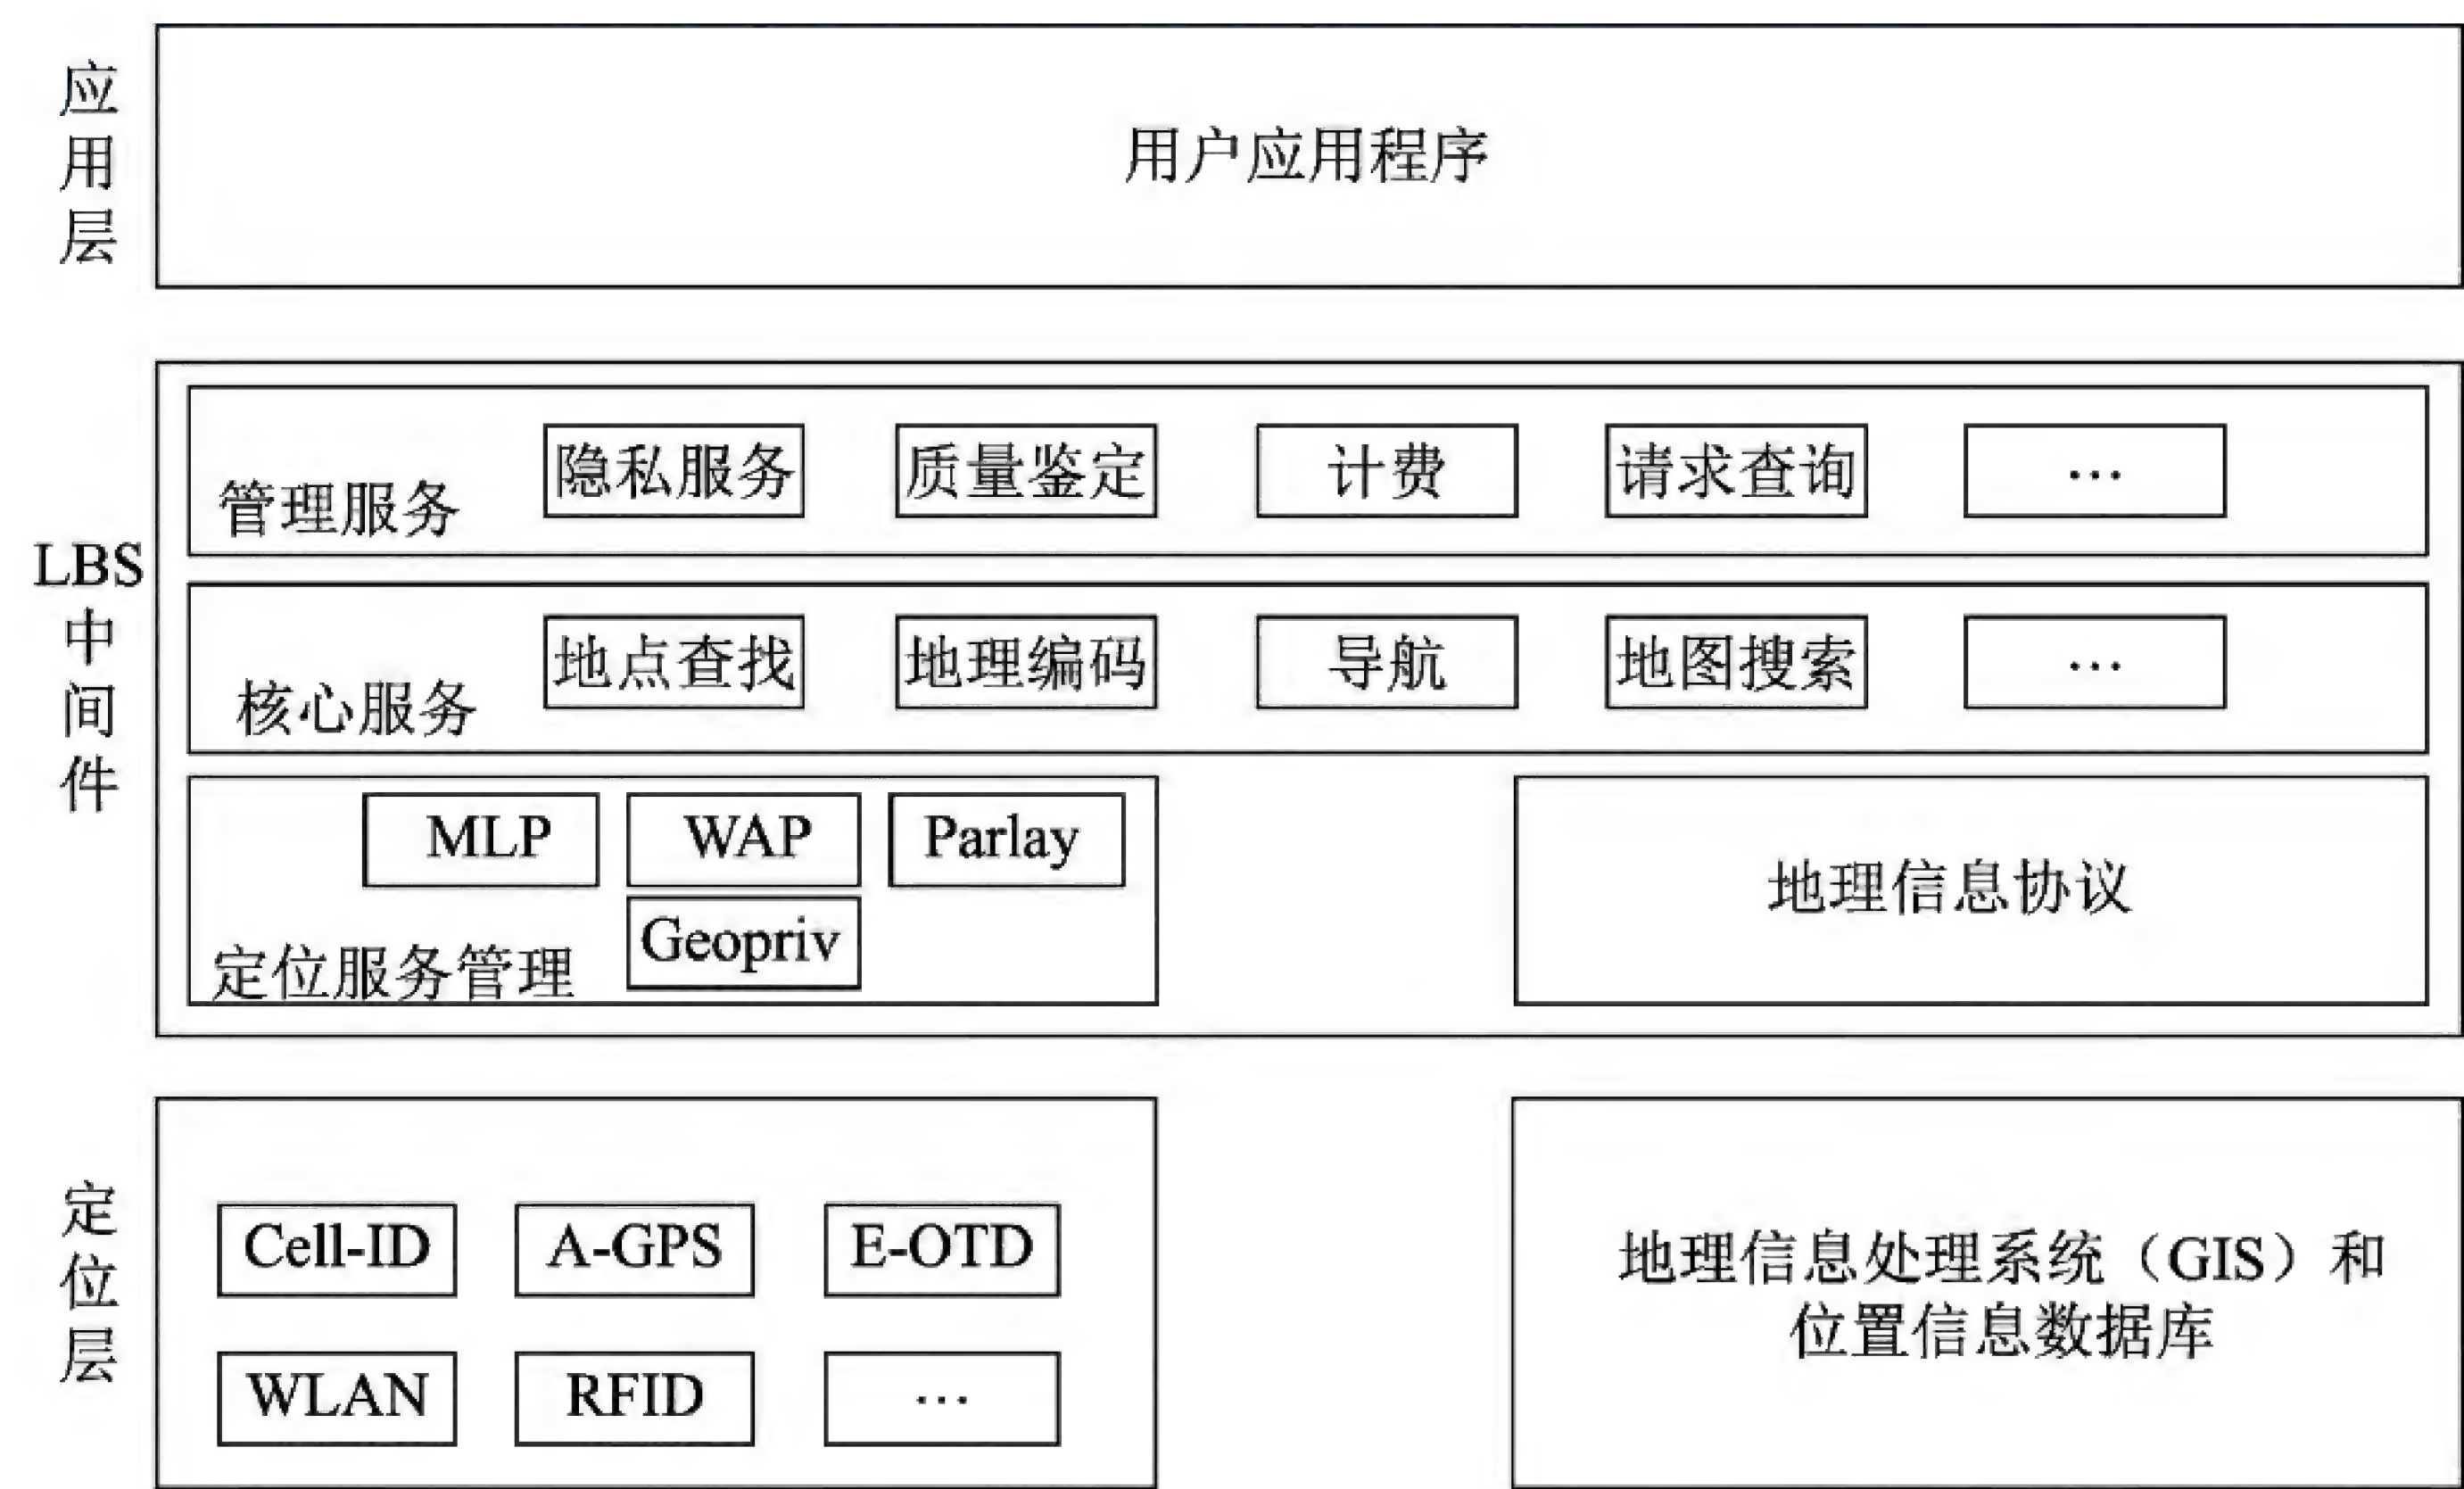 应用层
用户应用程序
LBS中间件
管理服务
隐私服务
质量鉴定
计费
请求查询
…
核心服务
地点查找
地理编码
导航
地图搜索
…
定位服务管理
MLP
WAP
Parlay
Geopriv
地理信息协议
定位层
Cell-ID
A-GPS
E-OTD
WLAN
RFID
…
地理信息处理系统（GIS）和
位置信息数据库